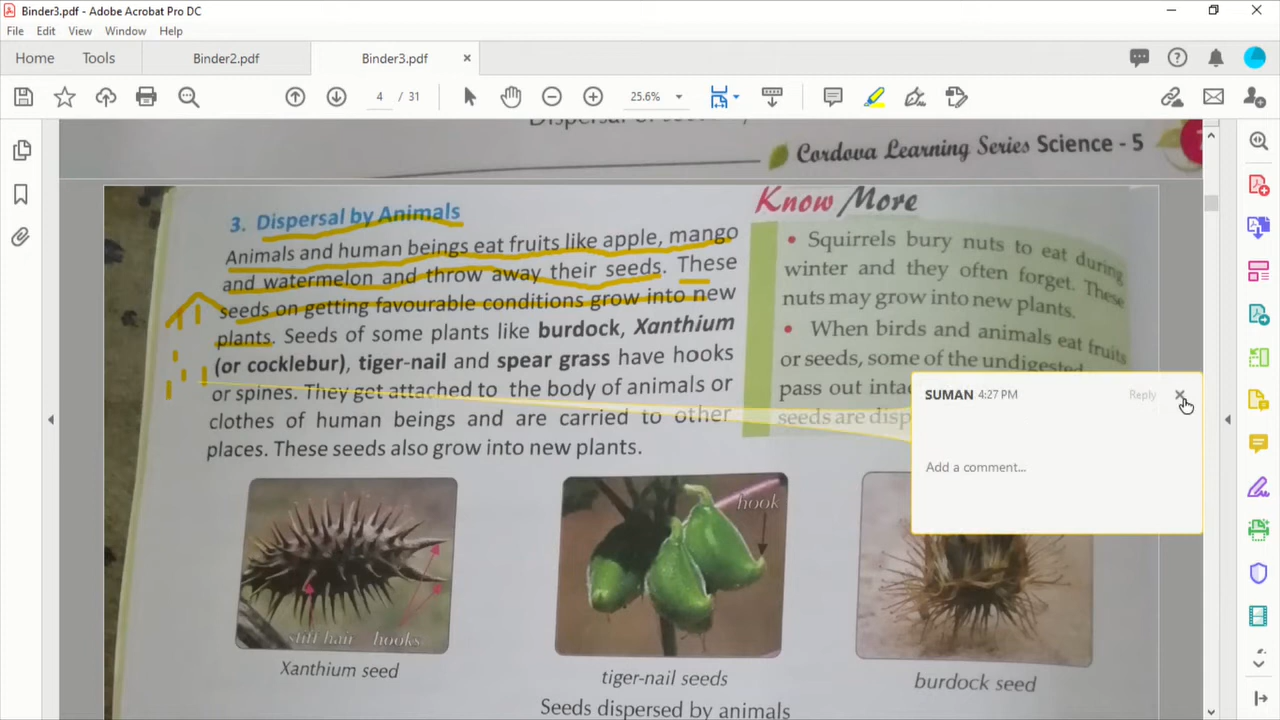 Binder3.pdf - Adobe Acrobat Pro DC
File Edit View Window Help
Home Tools Binder2.pdf Binder3.pdf
4 / 31 25.6%
Cordova Learning Series Science - 5
3. Dispersal by Animals
Animals and human beings eat fruits like apple, mango
and watermelon and throw away their seeds. These
seeds on getting favourable conditions grow into new
plants. Seeds of some plants like burdock, Xanthium
(or cocklebur), tiger-nail and spear grass have hooks
or spines. They get attached to the body of animals or
clothes of human beings and are carried to other
places. These seeds also grow into new plants.
Know More
• Squirrels bury nuts to eat during
winter and they often forget. These
nuts may grow into new plants.
• When birds and animals eat fruits
or seeds, some of the undigested
pass out
seeds are
SUMAN 4:27 PM Reply
Add a comment...
stiff hair hooks
hook
Xanthium seed
tiger-nail seeds
burdock seed
Seeds dispersed by animals